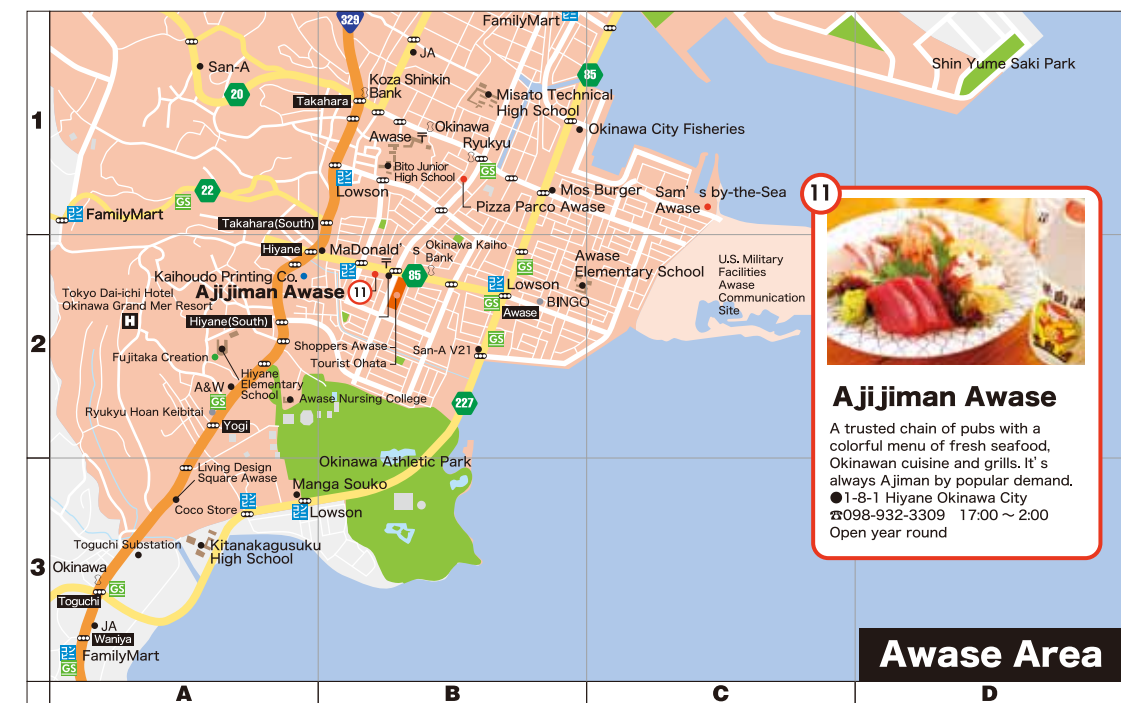 329
FamilyMart
JA
San-A
Koza Shinkin
Bank
85
Shin Yume Saki Park
20
Takahara
Misato Technical
High School
1
Okinawa
Okinawa City Fisheries
Awase
Ryukyu
Bito Junior
High School
GS
22
GS
Lowson
Mos Burger
Sam's by-the-Sea
Awase
Pizza Parco Awase
FamilyMart
Takahara(South)
Hiyane
MaDonald's
Okinawa Kaiho
Bank
Awase
Elementary School
U.S. Military
Facilities
Awase
Communication
Site
GS
Kaihoudo Printing Co.
85
Lowson
Ajijiman Awase
11
Tokyo Dai-ichi Hotel
Okinawa Grand Mer Resort
GS
BINGO
Awase
H
Hiyane(South)
2
GS
Shoppers Awase
San-A V21
Tourist Ohata
Fujitaka Creation
Hiyane
Elementary
School
A&W
Awase Nursing College
GS
227
Ryukyu Hoan Keibitai
Yogi
Okinawa Athletic Park
Living Design
Square Awase
Manga Souko
Coco Store
Lowson
Toguchi Substation
Kitanakagusuku
High School
3
Okinawa
GS
Toguchi
JA
Waniya
FamilyMart
GS
11
Ajijiman Awase
A trusted chain of pubs with a
colorful menu of fresh seafood,
Okinawan cuisine and grills. It's
always Ajiman by popular demand.
●1-8-1 Hiyane Okinawa City
☎098-932-3309 17:00～2:00
Open year round
Awase Area
A B C D